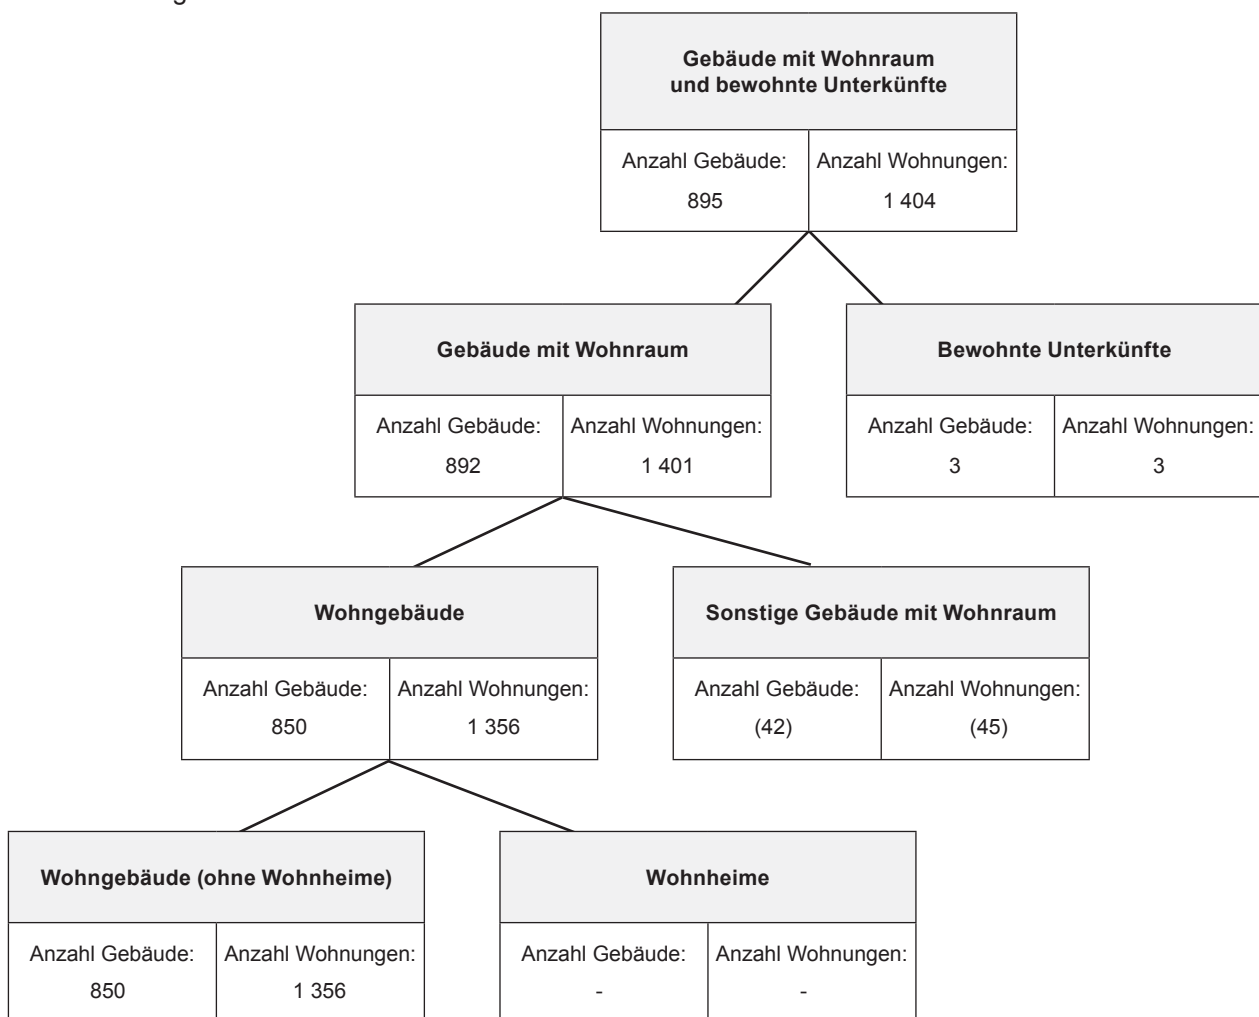 Gebäude mit Wohnraum
und bewohnte Unterkünfte
Anzahl Gebäude: Anzahl Wohnungen:
895 1 404
Gebäude mit Wohnraum
Bewohnte Unterkünfte
Anzahl Gebäude: Anzahl Wohnungen:
892 1 401
Anzahl Gebäude: Anzahl Wohnungen:
3 3
Wohngebäude
Sonstige Gebäude mit Wohnraum
Anzahl Gebäude: Anzahl Wohnungen:
850 1 356
Anzahl Gebäude: Anzahl Wohnungen:
(42) (45)
Wohngebäude (ohne Wohnheime)
Wohnheime
Anzahl Gebäude: Anzahl Wohnungen:
850 1 356
Anzahl Gebäude: Anzahl Wohnungen:
- -